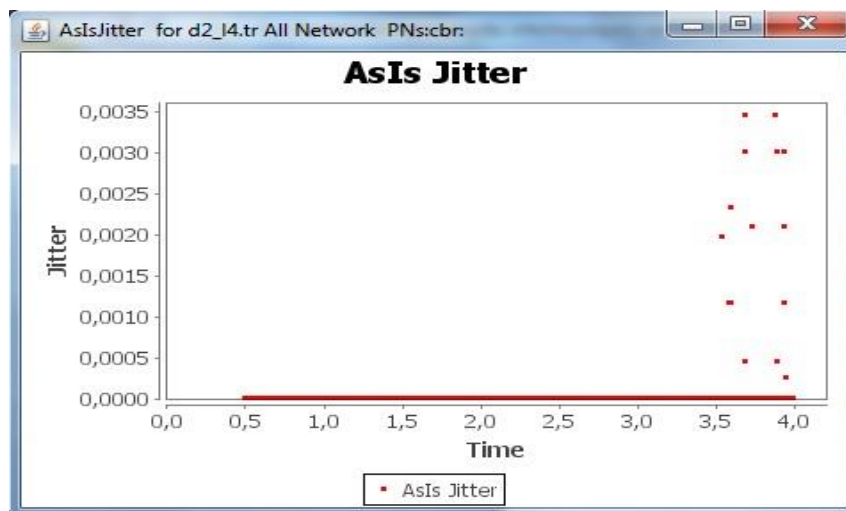 AsIsJitter for d2_l4.tr All Network PNs:cbr:
AsIs Jitter
0,0035
0,0030
0,0025
0,0020
0,0015
0,0010
0,0005
0,0000
Jitter
0,0 0,5 1,0 1,5 2,0 2,5 3,0 3,5 4,0
Time
AsIs Jitter